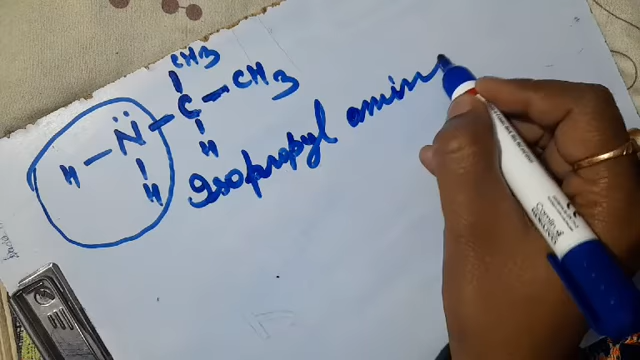 CH3
N̈ - C - CH3
H - H H
Isopropyl amin